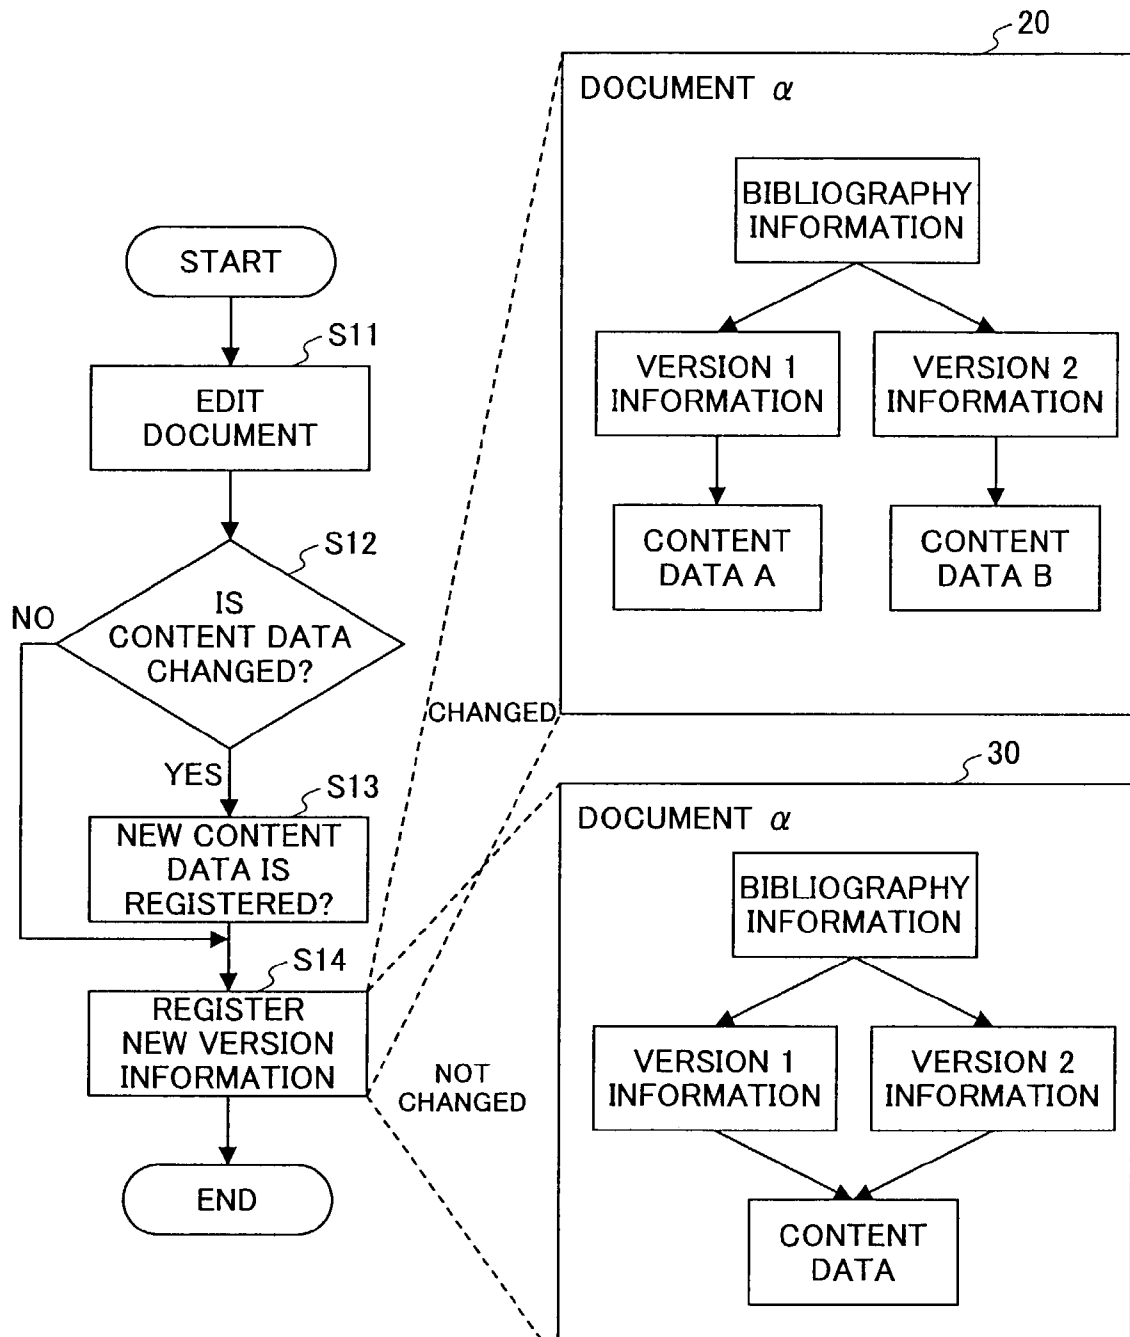 START
S11
EDIT
DOCUMENT
S12
IS
CONTENT DATA
CHANGED?
NO
YES
S13
NEW CONTENT
DATA IS
REGISTERED?
S14
REGISTER
NEW VERSION
INFORMATION
END
CHANGED
NOT
CHANGED
20
DOCUMENT α
BIBLIOGRAPHY
INFORMATION
VERSION 1
INFORMATION
VERSION 2
INFORMATION
CONTENT
DATA A
CONTENT
DATA B
30
DOCUMENT α
BIBLIOGRAPHY
INFORMATION
VERSION 1
INFORMATION
VERSION 2
INFORMATION
CONTENT
DATA